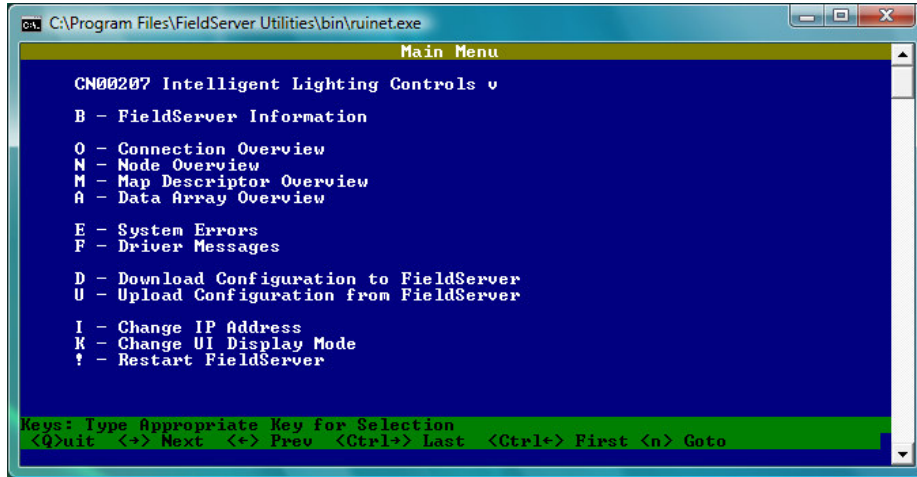 C:\Program Files\FieldServer Utilities\bin\ruinet.exe
Main Menu
CN00207 Intelligent Lighting Controls v
B - FieldServer Information
O - Connection Overview
N - Node Overview
M - Map Descriptor Overview
A - Data Array Overview
E - System Errors
F - Driver Messages
D - Download Configuration to FieldServer
U - Upload Configuration from FieldServer
I - Change IP Address
K - Change UI Display Mode
! - Restart FieldServer
Keys: Type Appropriate Key for Selection
<Q>uit <→> Next <←> Prev <Ctrl→> Last <Ctrl←> First <n> Goto